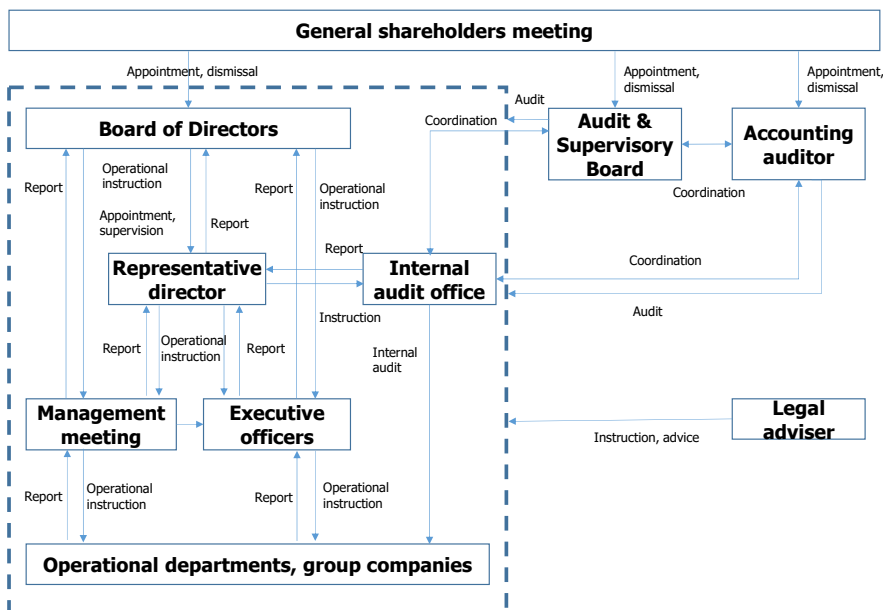 General shareholders meeting
Appointment, dismissal
Appointment,
dismissal
Appointment,
dismissal
Audit
Board of Directors
Coordination
Audit &
Supervisory
Board
Accounting
auditor
Coordination
Report
Operational
instruction
Report
Operational
instruction
Appointment,
supervision
Report
Report
Representative
director
Internal
audit office
Coordination
Instruction
Audit
Report
Operational
instruction
Report
Internal
audit
Management
meeting
Executive
officers
Legal
adviser
Instruction, advice
Report
Operational
instruction
Report
Operational
instruction
Operational departments, group companies